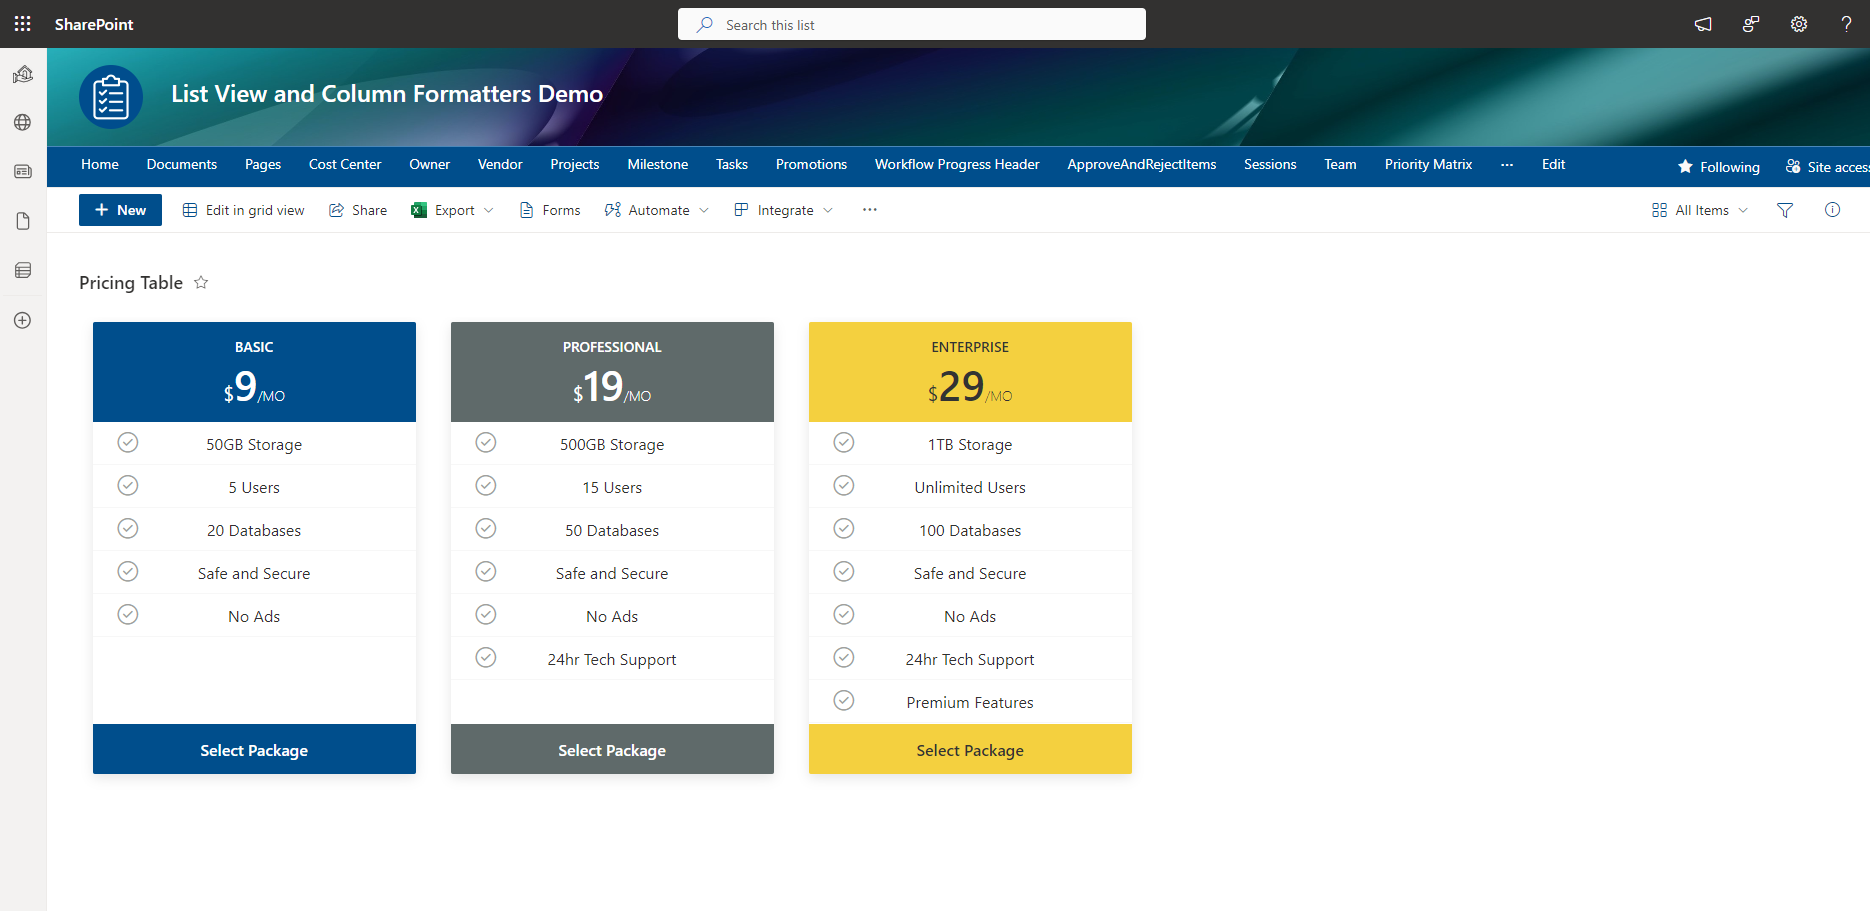 SharePoint
Search this list
?
List View and Column Formatters Demo
Home Documents Pages Cost Center Owner Vendor Projects Milestone Tasks Promotions Workflow Progress Header ApproveAndRejectItems Sessions Team Priority Matrix ··· Edit
Following Site acces
+ New Edit in grid view Share Export Forms Automate Integrate ··· All Items
Pricing Table
BASIC
$9/MO
50GB Storage
5 Users
20 Databases
Safe and Secure
No Ads
Select Package
PROFESSIONAL
$19/MO
500GB Storage
15 Users
50 Databases
Safe and Secure
No Ads
24hr Tech Support
Select Package
ENTERPRISE
$29/MO
1TB Storage
Unlimited Users
100 Databases
Safe and Secure
No Ads
24hr Tech Support
Premium Features
Select Package